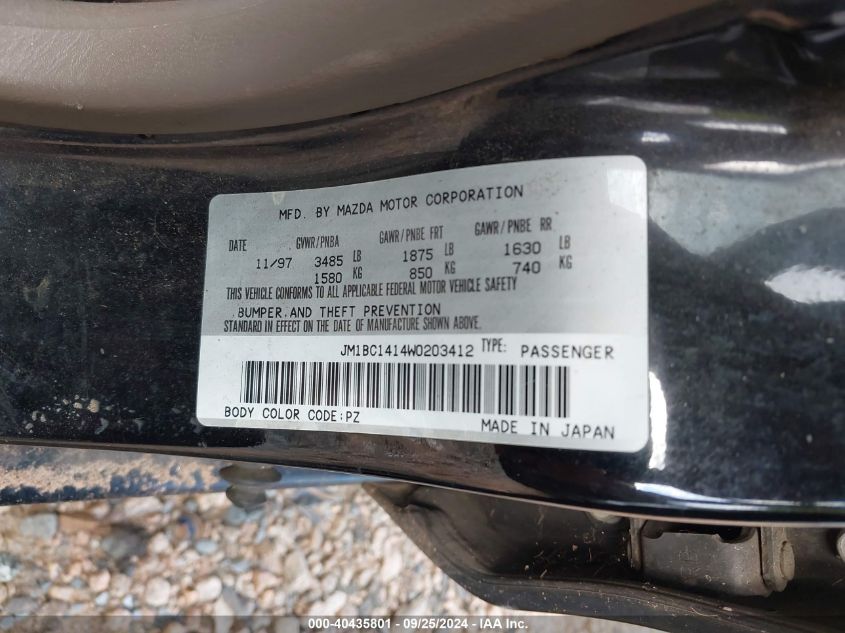 MFD. BY MAZDA MOTOR CORPORATION
DATE GVWR/PNBA GAWR/PNBE FRT GAWR/PNBE RR
11/97 3485 LB 1875 LB 1630 LB
1580 KG 850 KG 740 KG
THIS VEHICLE CONFORMS TO ALL APPLICABLE FEDERAL MOTOR VEHICLE SAFETY
BUMPER.AND THEFT PREVENTION
STANDARD IN EFFECT ON THE DATE OF MANUFACTURE SHOWN ABOVE.
JM1BC1414W0203412 TYPE: PASSENGER
BODY COLOR CODE:PZ
MADE IN JAPAN
000-40435801 - 09/25/2024 - IAAI.com